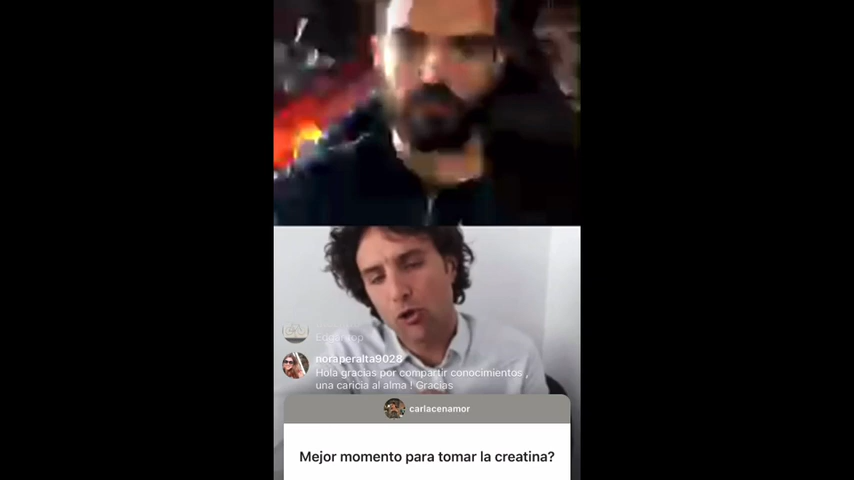 noraperalta9028
Hola gracias por compartir conocimientos ,
una caricia al alma ! Gracias
carlacenamor
Mejor momento para tomar la creatina?